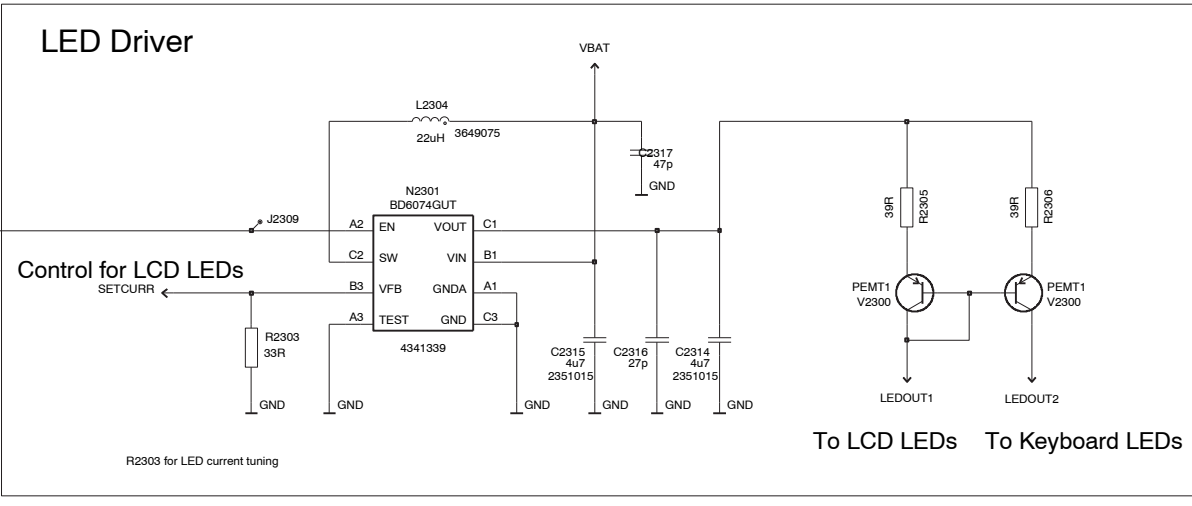 LED Driver
VBAT
L2304
22uH
3649075
C2317
47p
GND
N2301
BD6074GUT
J2309
A2
EN
VOUT
C1
C2
SW
VIN
B1
Control for LCD LEDs
SETCURR
B3
VFB
GNDA
A1
A3
TEST
GND
C3
4341339
R2303
33R
C2315
4u7
2351015
C2316
27p
C2314
4u7
2351015
GND
GND
GND
GND
GND
GND
39R
R2305
39R
R2306
PEMT1
V2300
PEMT1
V2300
LEDOUT1
LEDOUT2
To LCD LEDs
To Keyboard LEDs
R2303 for LED current tuning